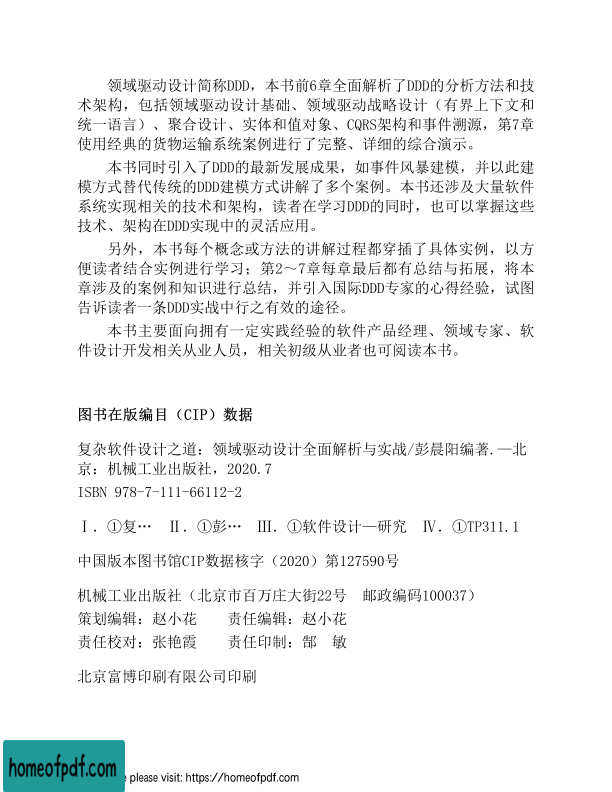 领域驱动设计简称DDD，本书前6章全面解析了DDD的分析方法和技
术架构，包括领域驱动设计基础、领域驱动战略设计（有界上下文和
统一语言）、聚合设计、实体和值对象、CQRS架构和事件溯源，第7章
使用经典的货物运输系统案例进行了完整、详细的综合演示。
本书同时引入了DDD的最新发展成果，如事件风暴建模，并以此建
模方式替代传统的DDD建模方式讲解了多个案例。本书还涉及大量软件
系统实现相关的技术和架构，读者在学习DDD的同时，也可以掌握这些
技术、架构在DDD实现中的灵活应用。
另外，本书每个概念或方法的讲解过程都穿插了具体实例，以方
便读者结合实例进行学习；第2～7章每章最后都有总结与拓展，将本
章涉及的案例和知识进行总结，并引入国际DDD专家的心得经验，试图
告诉读者一条DDD实战中行之有效的途径。
本书主要面向拥有一定实践经验的软件产品经理、领域专家、软
件设计开发相关从业人员，相关初级从业者也可阅读本书。
图书在版编目（CIP）数据
复杂软件设计之道：领域驱动设计全面解析与实战/彭晨阳编著.—北
京：机械工业出版社，2020.7
ISBN 978-7-111-66112-2
Ⅰ.①复… Ⅱ.①彭… Ⅲ.①软件设计—研究 Ⅳ.①TP311.1
中国版本图书馆CIP数据核字（2020）第127590号
机械工业出版社（北京市百万庄大街22号 邮政编码100037）
策划编辑：赵小花 责任编辑：赵小花
责任校对：张艳霞 责任印制：郜 敏
北京富博印刷有限公司印刷
homeofpdf.com
e please visit: https://homeofpdf.com